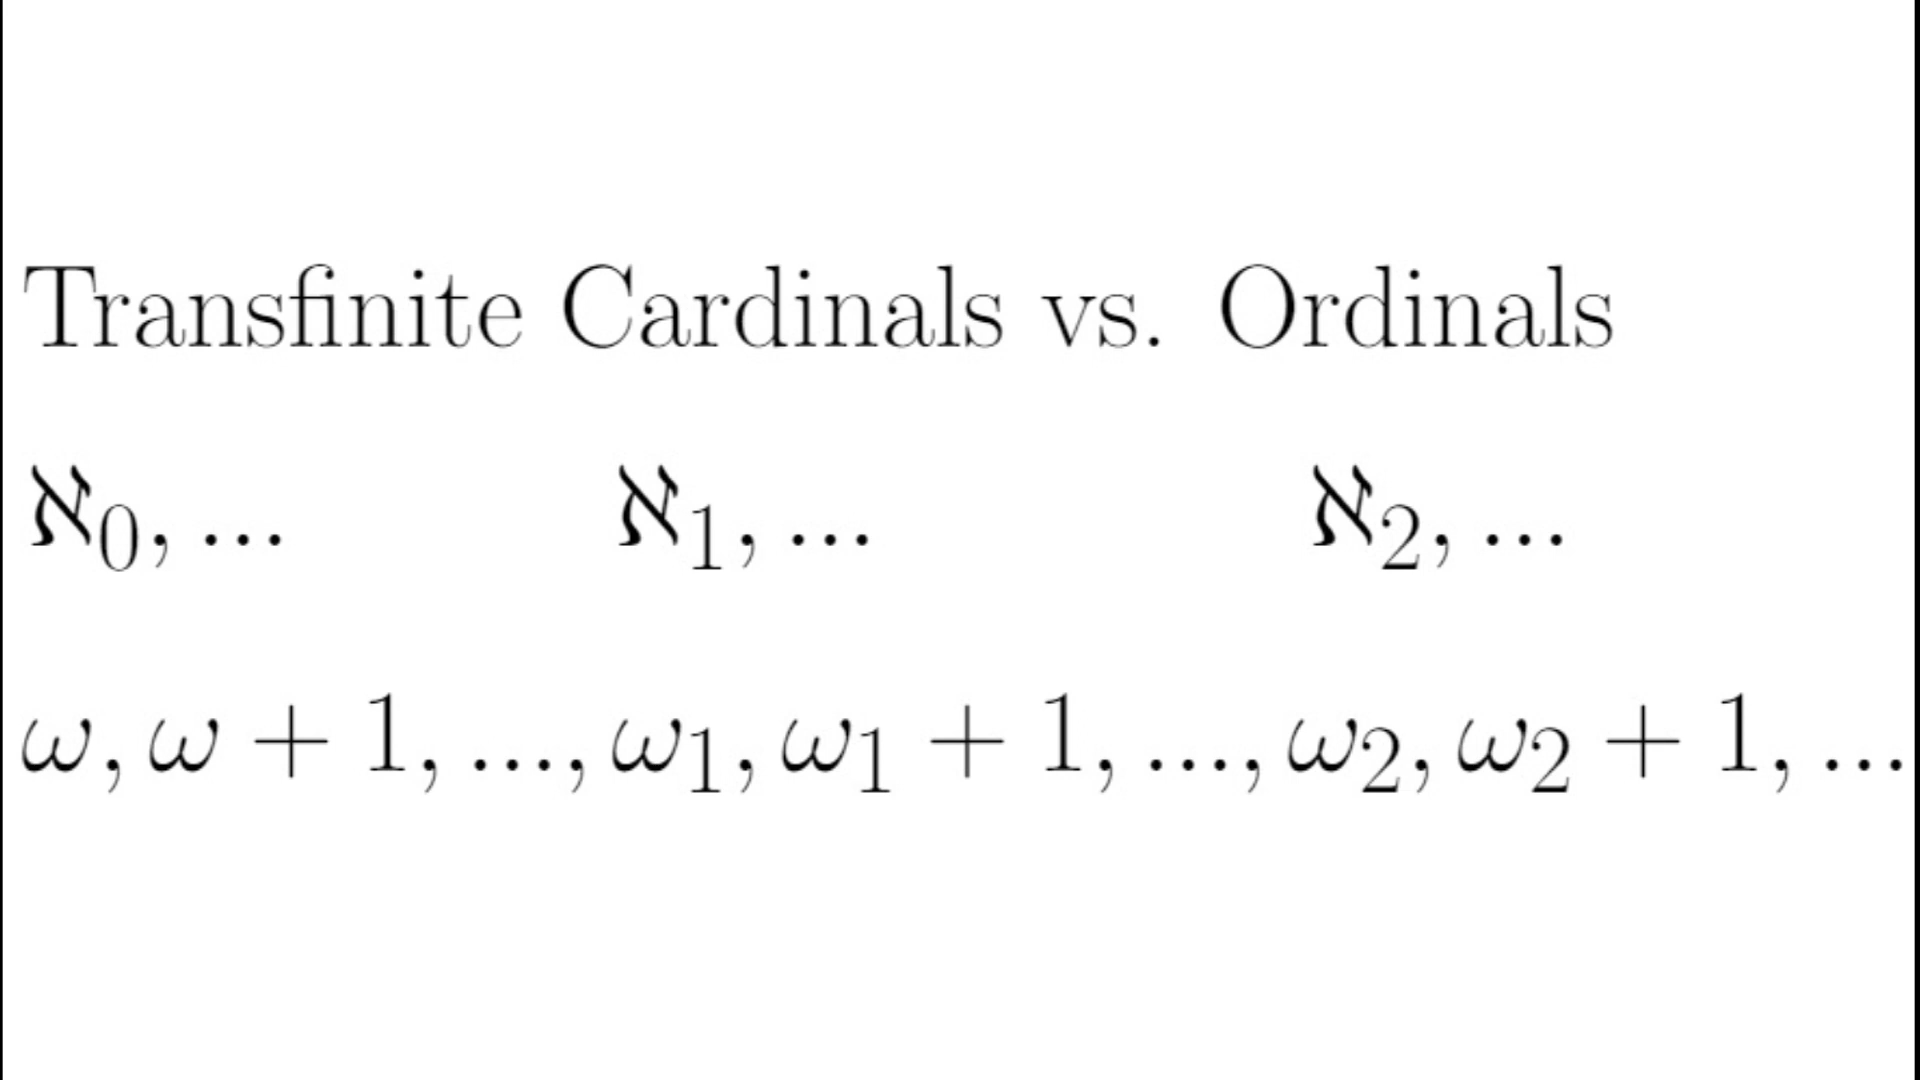 Transfinite Cardinals vs. Ordinals
ℵ₀, ... ℵ₁, ... ℵ₂, ...
ω, ω + 1, ..., ω₁, ω₁ + 1, ..., ω₂, ω₂ + 1, ...